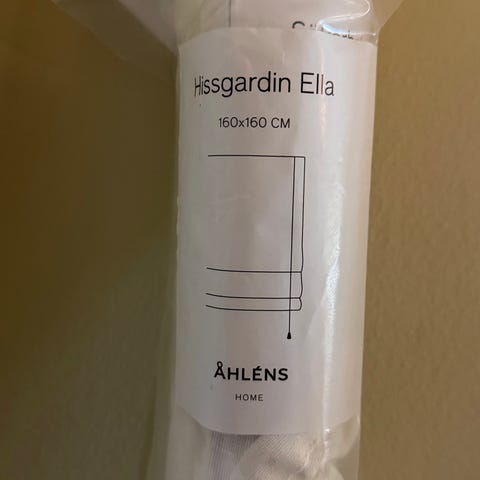 Hissgardin Ella
160x160 CM
ÅHLÉNS
HOME